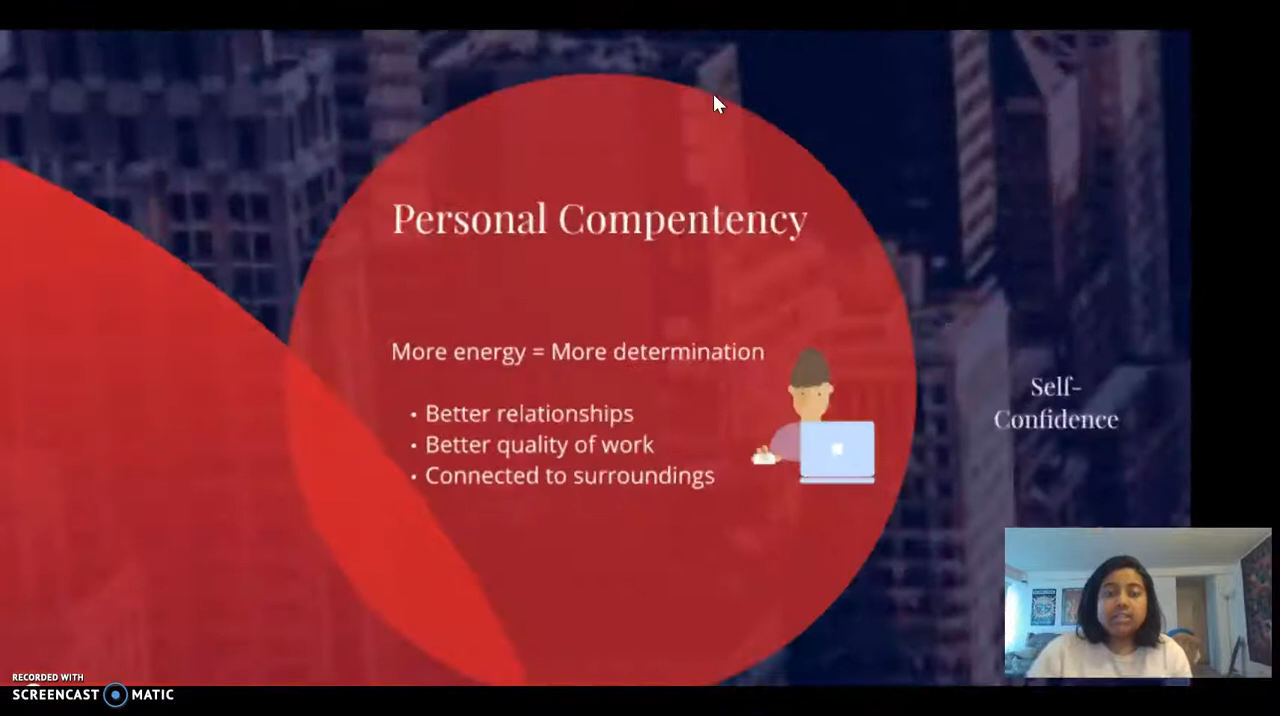 Personal Compentency
More energy = More determination
• Better relationships
• Better quality of work
• Connected to surroundings
Self-
Confidence
RECORDED WITH
SCREENCAST MATIC